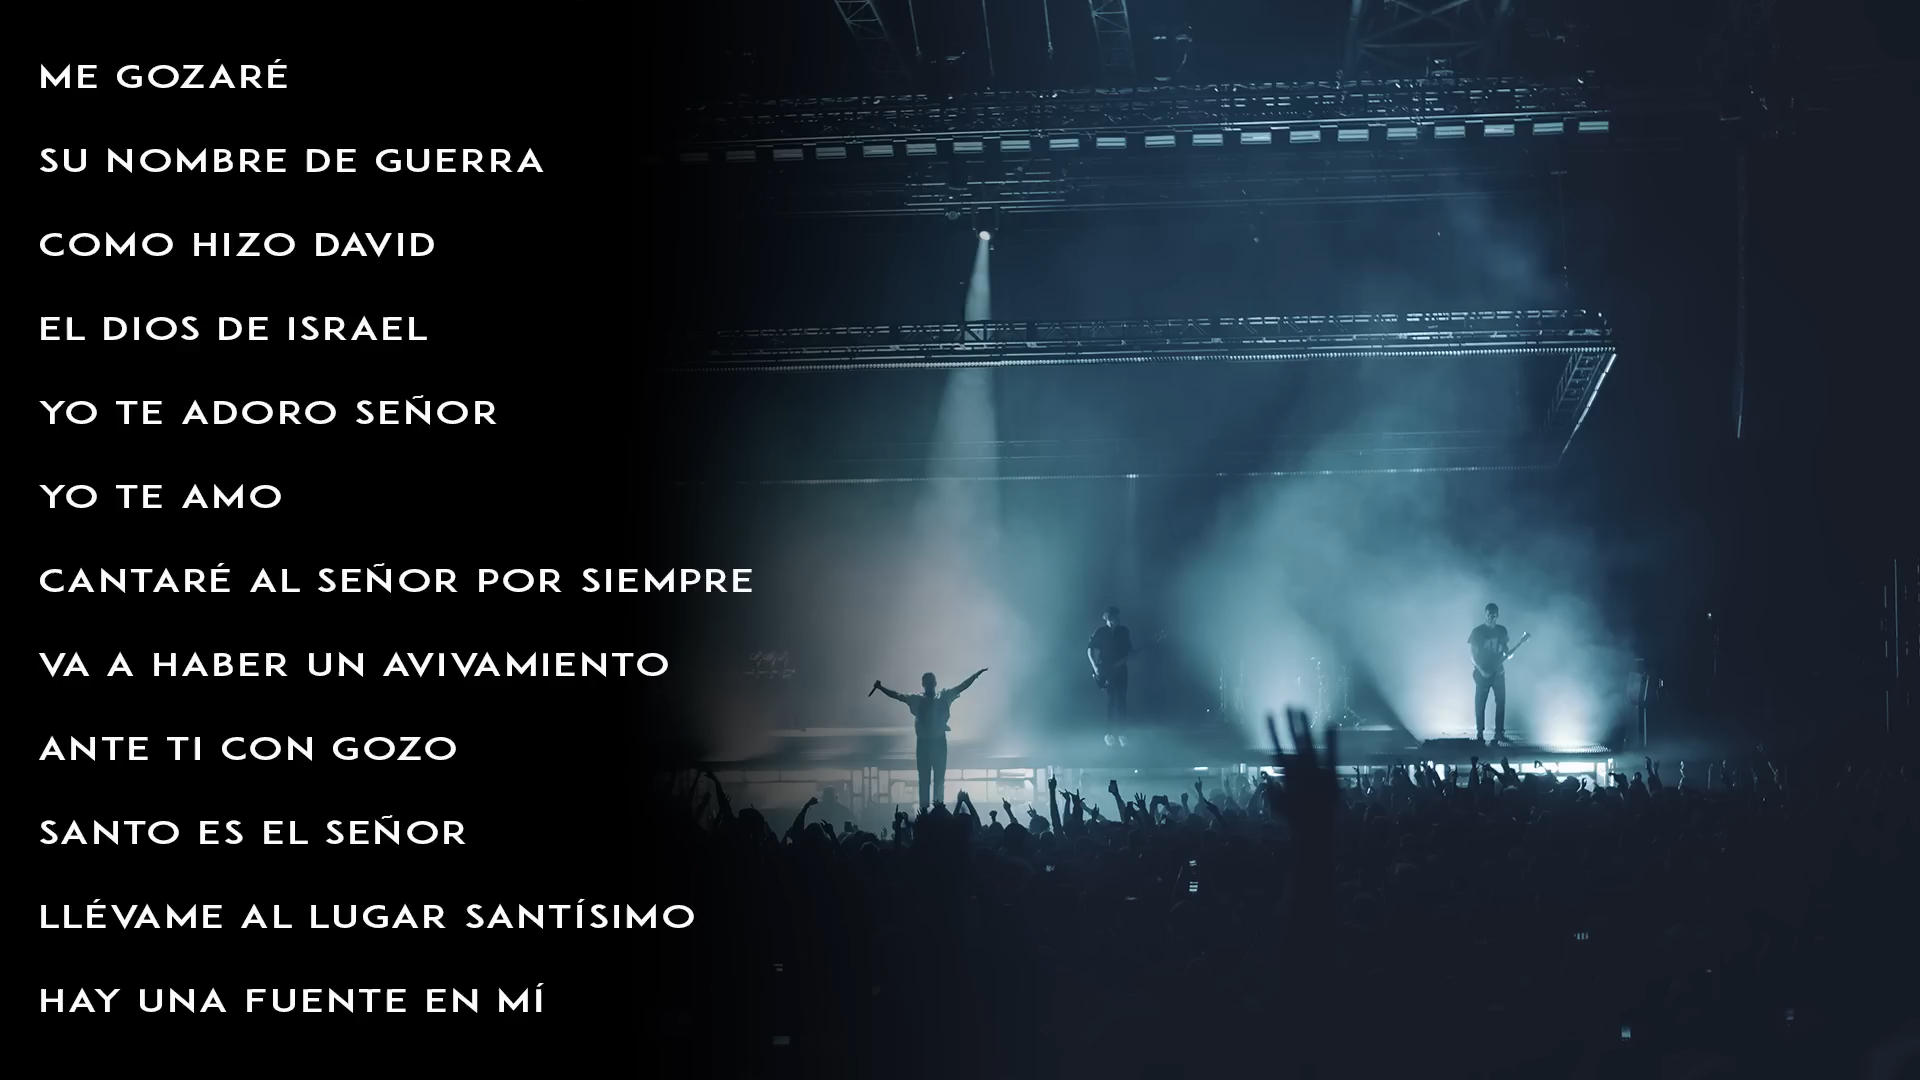 ME GOZARÉ
SU NOMBRE DE GUERRA
COMO HIZO DAVID
EL DIOS DE ISRAEL
YO TE ADORO SEÑOR
YO TE AMO
CANTARÉ AL SEÑOR POR SIEMPRE
VA A HABER UN AVIVAMIENTO
ANTE TI CON GOZO
SANTO ES EL SEÑOR
LLÉVAME AL LUGAR SANTÍSIMO
HAY UNA FUENTE EN MÍ